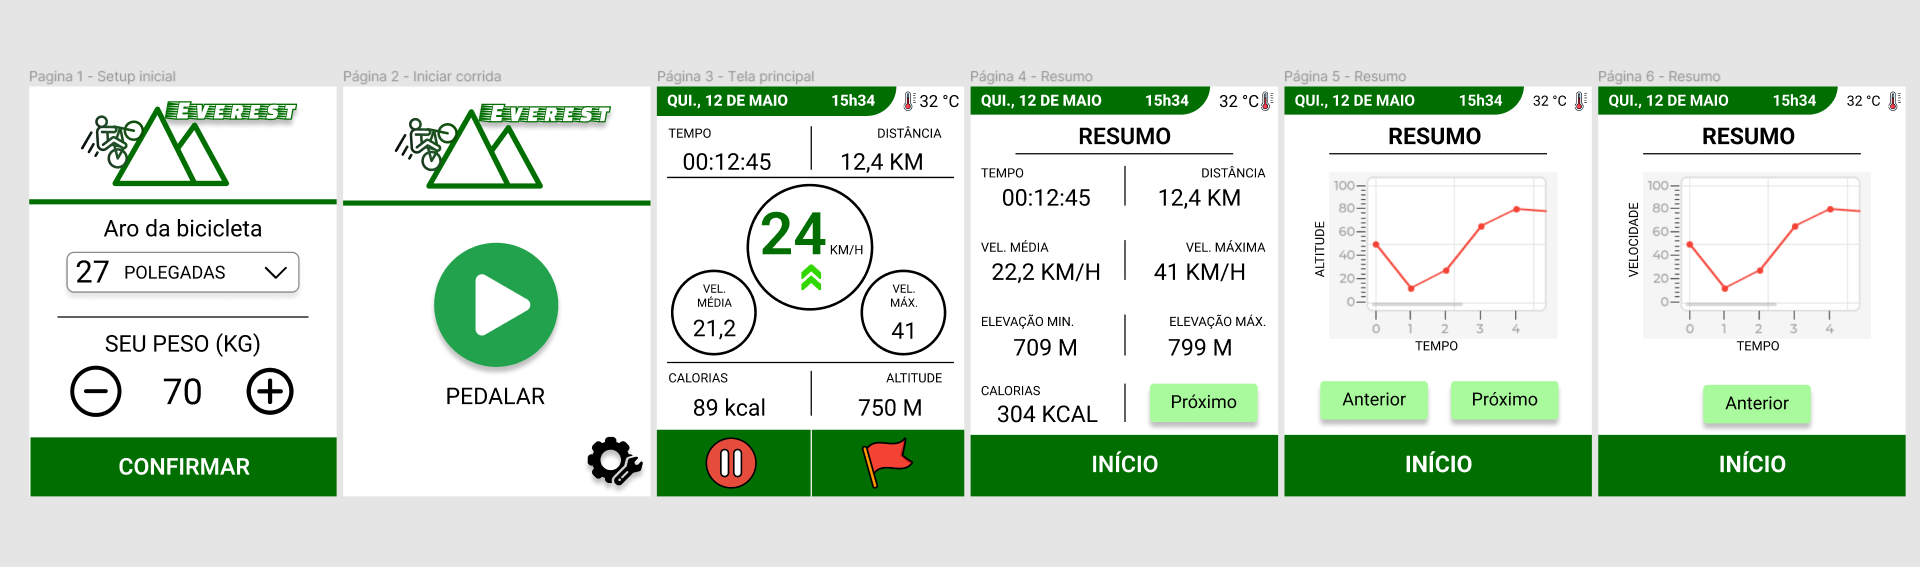 Pagina 1 - Setup inicial
EVEREST
Aro da bicicleta
27 POLEGADAS
SEU PESO (KG)
70
CONFIRMAR
Página 2 - Iniciar corrida
EVEREST
PEDALAR
Página 3 - Tela principal
QUI., 12 DE MAIO 15h34 32 °C
TEMPO DISTÂNCIA
00:12:45 12,4 KM
24 KM/H
VEL. MÉDIA 21,2
VEL. MÁX. 41
CALORIAS ALTITUDE
89 kcal 750 M
Página 4 - Resumo
QUI., 12 DE MAIO 15h34 32 °C
RESUMO
TEMPO DISTÂNCIA
00:12:45 12,4 KM
VEL. MÉDIA VEL. MÁXIMA
22,2 KM/H 41 KM/H
ELEVAÇÃO MIN. ELEVAÇÃO MÁX.
709 M 799 M
CALORIAS
304 KCAL Próximo
INÍCIO
Página 5 - Resumo
QUI., 12 DE MAIO 15h34 32 °C
RESUMO
ALTITUDE
100
80
60
40
20
0
0 1 2 3 4
TEMPO
Anterior Próximo
INÍCIO
Página 6 - Resumo
QUI., 12 DE MAIO 15h34 32 °C
RESUMO
VELOCIDADE
100
80
60
40
20
0
0 1 2 3 4
TEMPO
Anterior
INÍCIO